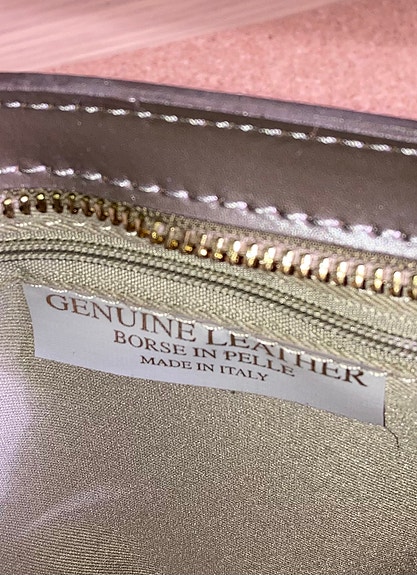 GENUINE LEATHER
BORSE IN PELLE
MADE IN ITALY